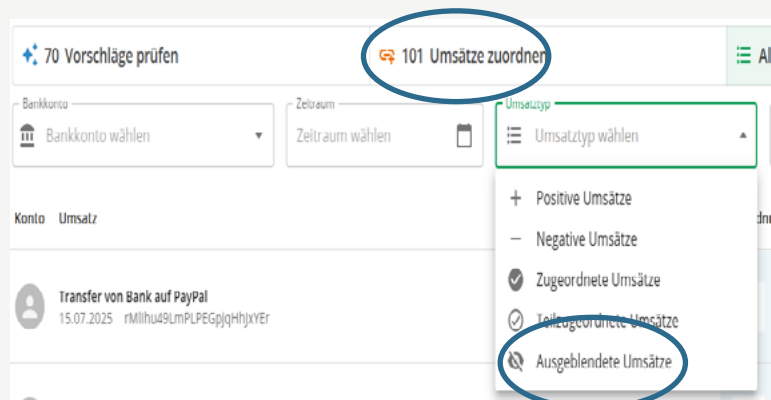 70 Vorschläge prüfen
101 Umsätze zuordnen
Al
Bankkonto
Bankkonto wählen
Zeitraum
Zeitraum wählen
Umsatztyp
Umsatztyp wählen
Konto Umsatz
Positive Umsätze
Negative Umsätze
Zugeordnete Umsätze
Teilzugeordnete Umsätze
Ausgeblendete Umsätze
Transfer von Bank auf PayPal
15.07.2025